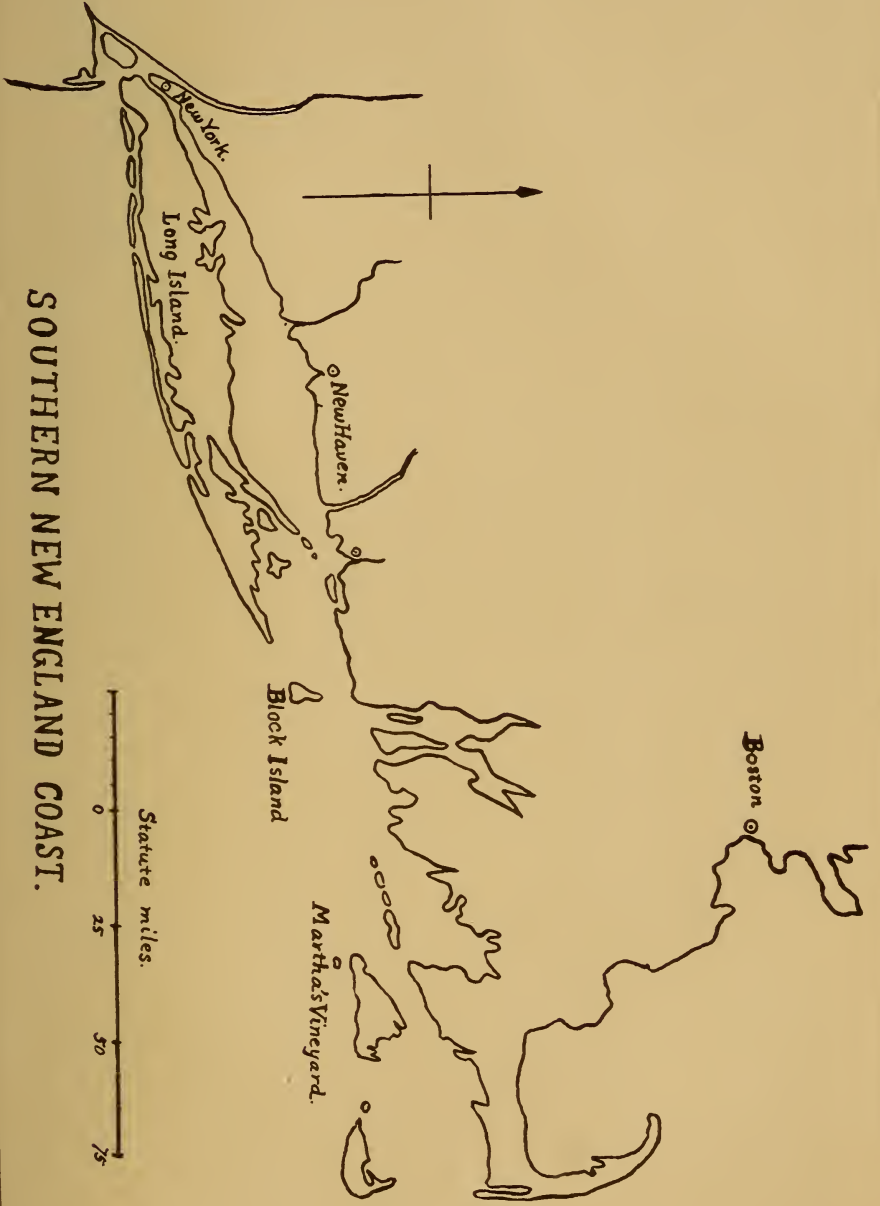 Boston
New York.
New Haven.
Long Island.
Block Island
Martha's Vineyard.
Statute miles.
0 25 50 75
SOUTHERN NEW ENGLAND COAST.